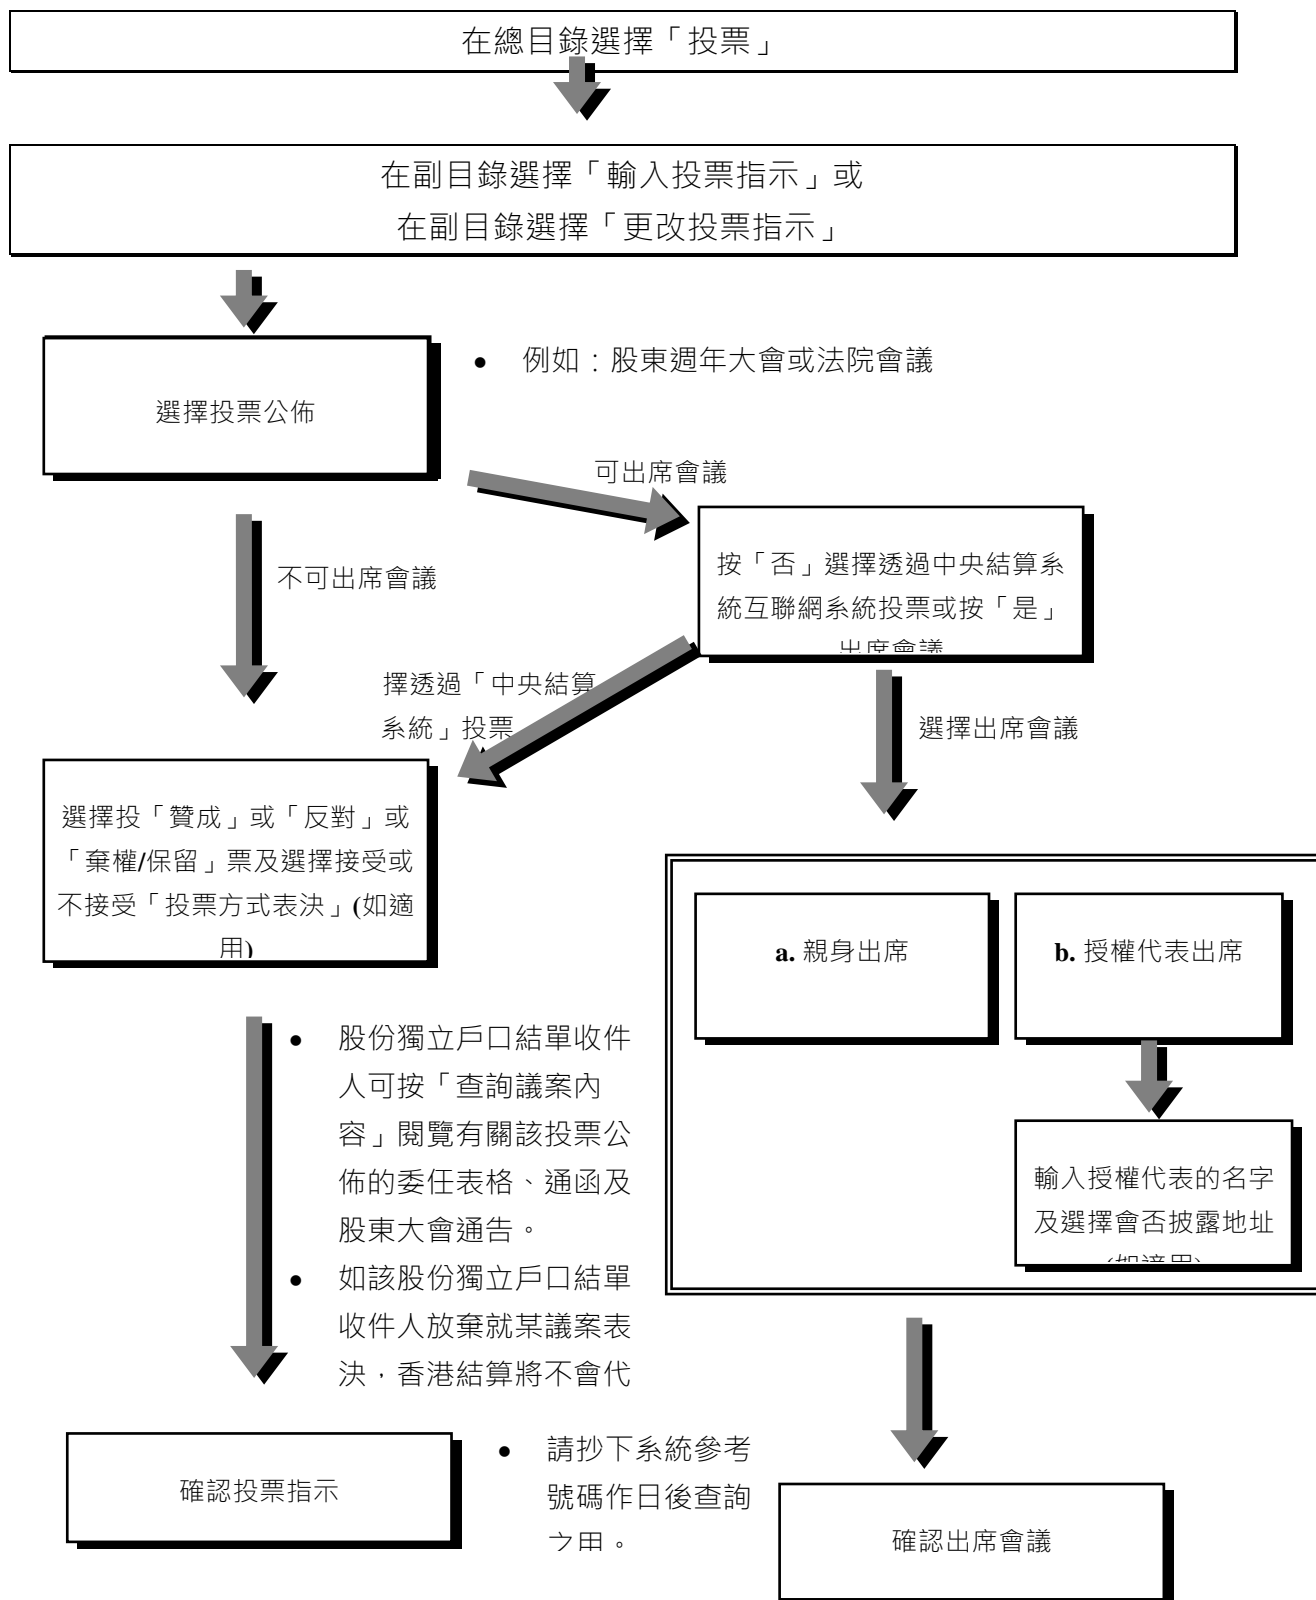 在總目錄選擇「投票」
在副目錄選擇「輸入投票指示」或
在副目錄選擇「更改投票指示」
選擇投票公佈
• 例如：股東週年大會或法院會議
可出席會議
不可出席會議
按「否」選擇透過中央結算系
統互聯網系統投票或按「是」
出席會議
擇透過「中央結算
系統」投票
選擇出席會議
選擇投「贊成」或「反對」或
「棄權/保留」票及選擇接受或
不接受「投票方式表決」(如適
用)
a. 親身出席
b. 授權代表出席
輸入授權代表的名字
及選擇會否披露地址
(如適用)
• 股份獨立戶口結單收件
人可按「查詢議案內
容」閱覽有關該投票公
佈的委任表格、通函及
股東大會通告。
• 如該股份獨立戶口結單
收件人放棄就某議案表
決，香港結算將不會代
確認投票指示
• 請抄下系統參考
號碼作日後查詢
之用。
確認出席會議